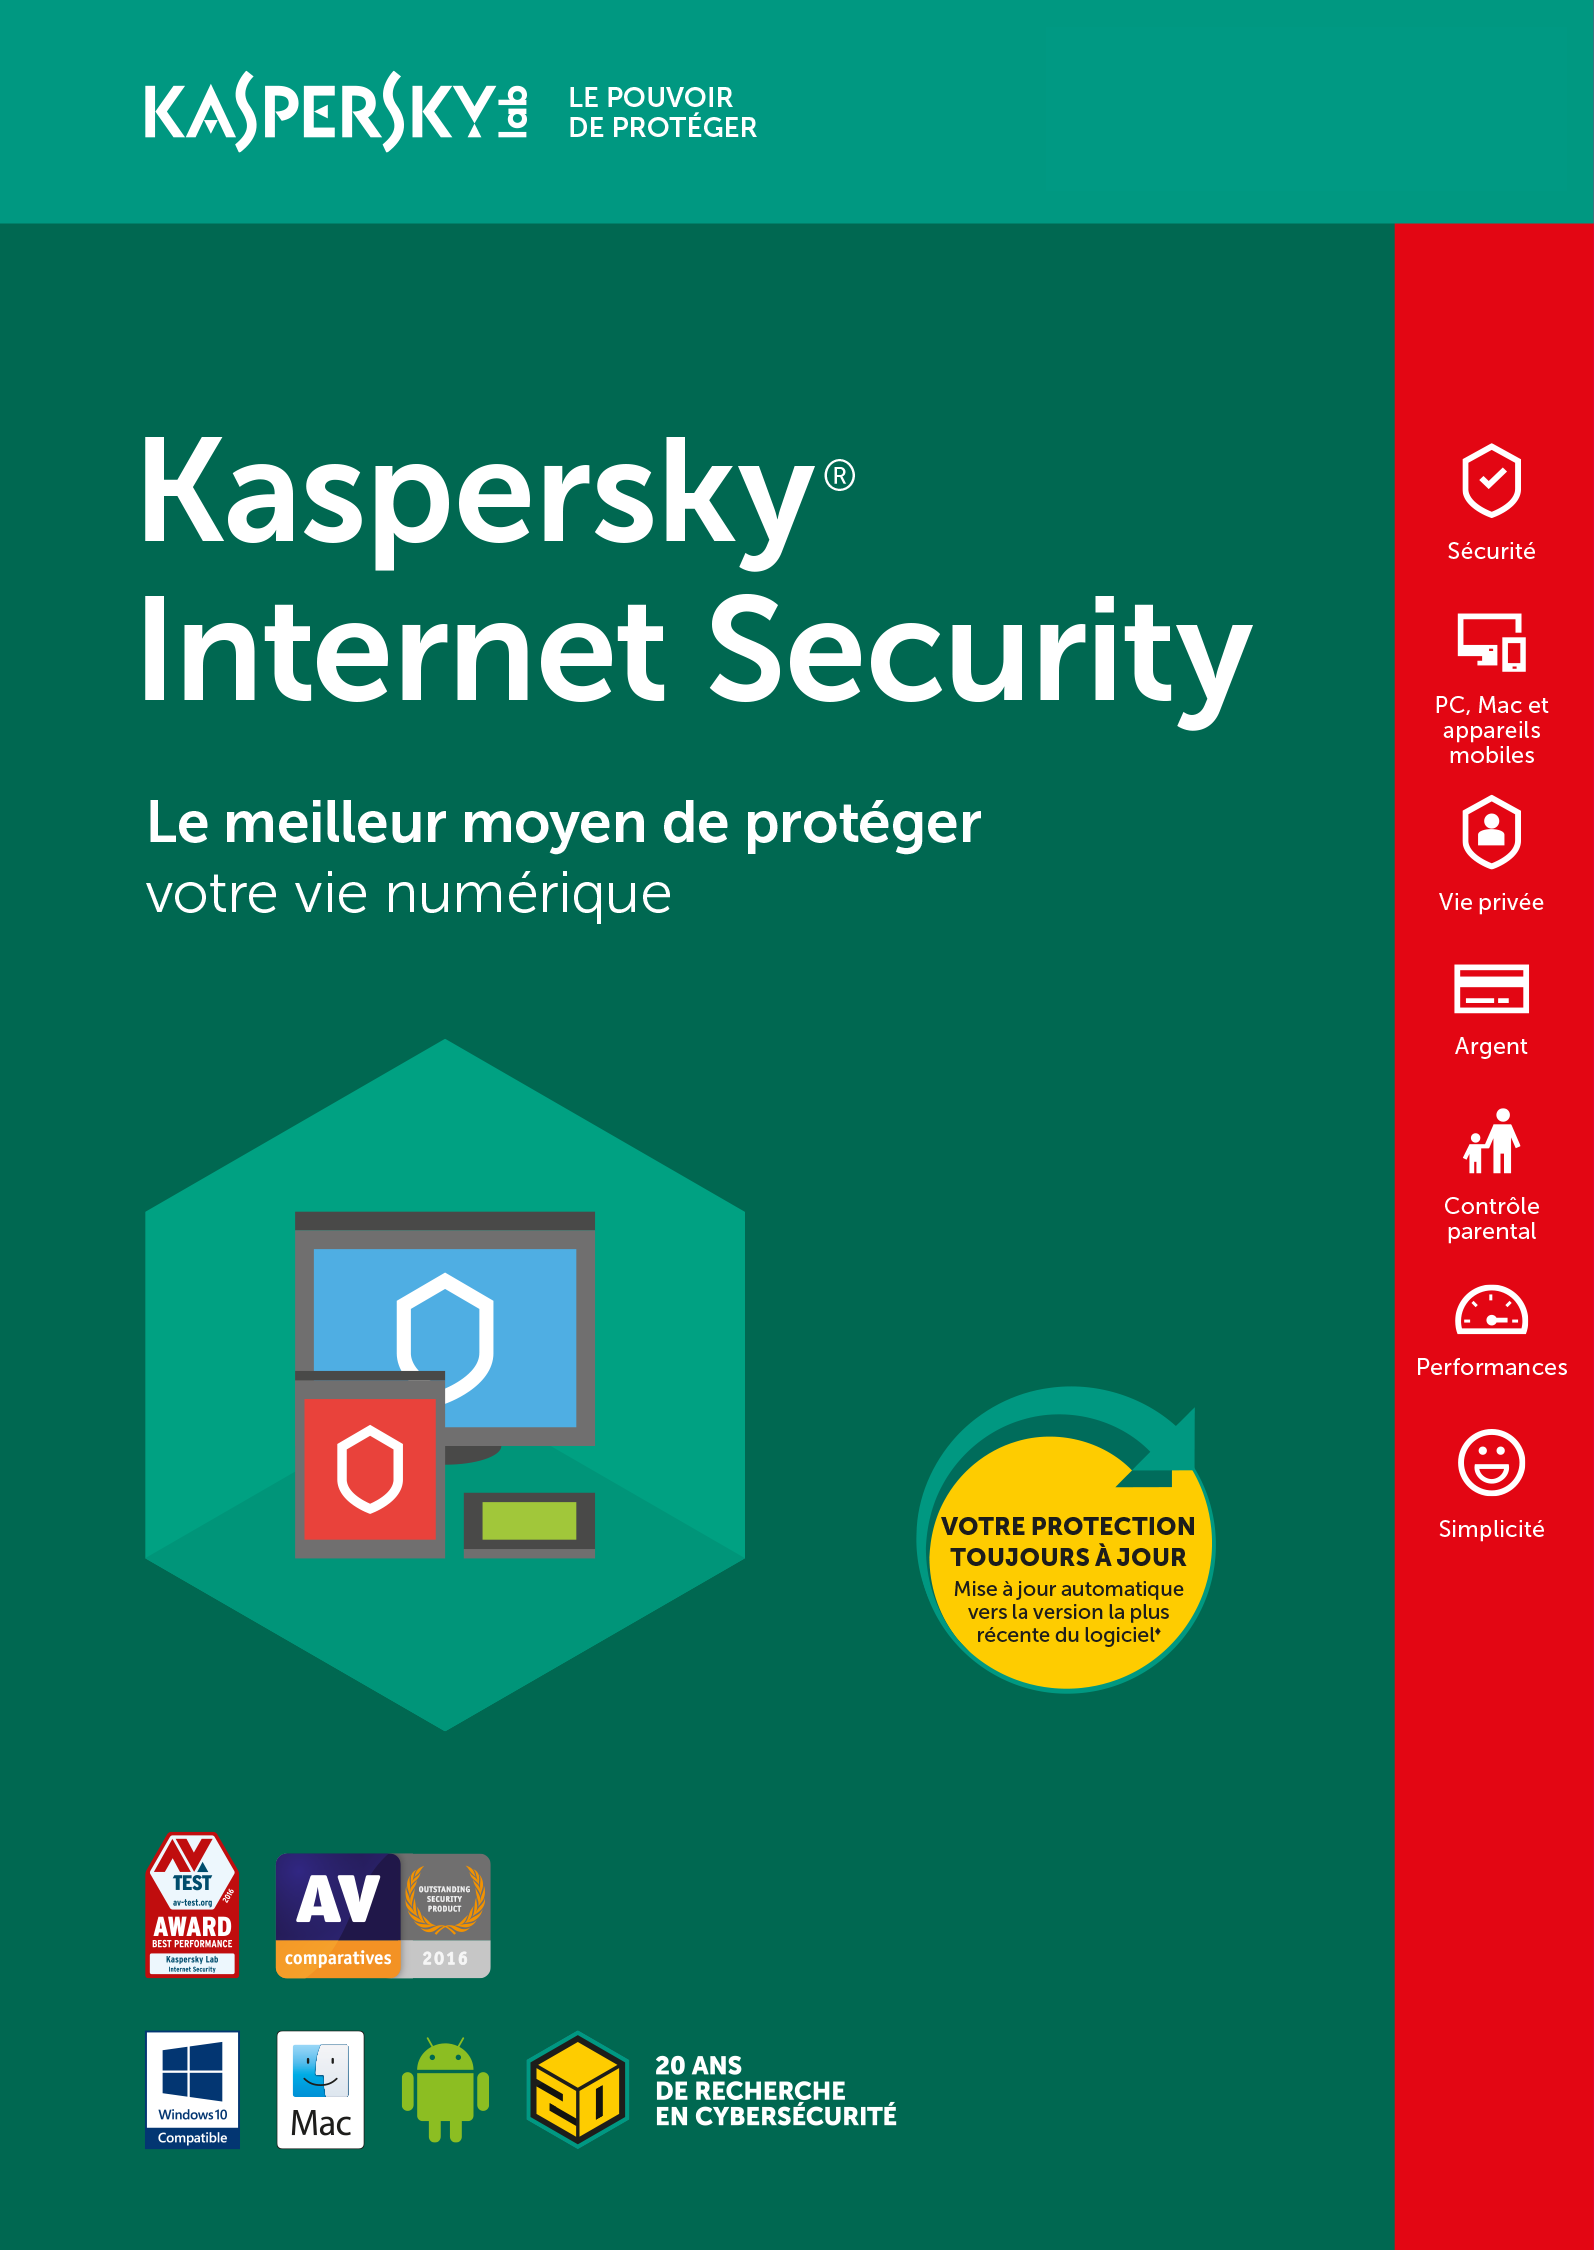 KASPERSKY lab
LE POUVOIR
DE PROTÉGER
Kaspersky®
Internet Security
Le meilleur moyen de protéger
votre vie numérique
Sécurité
PC, Mac et
appareils
mobiles
Vie privée
Argent
Contrôle
parental
Performances
Simplicité
VOTRE PROTECTION
TOUJOURS À JOUR
Mise à jour automatique
vers la version la plus
récente du logiciel♦
AV
TEST
av-test.org
2016
AWARD
BEST PERFORMANCE
Kaspersky Lab
Internet Security
AV
comparatives
OUTSTANDING
SECURITY
PRODUCT
2016
Windows 10
Compatible
Mac
20
20 ANS
DE RECHERCHE
EN CYBERSÉCURITÉ